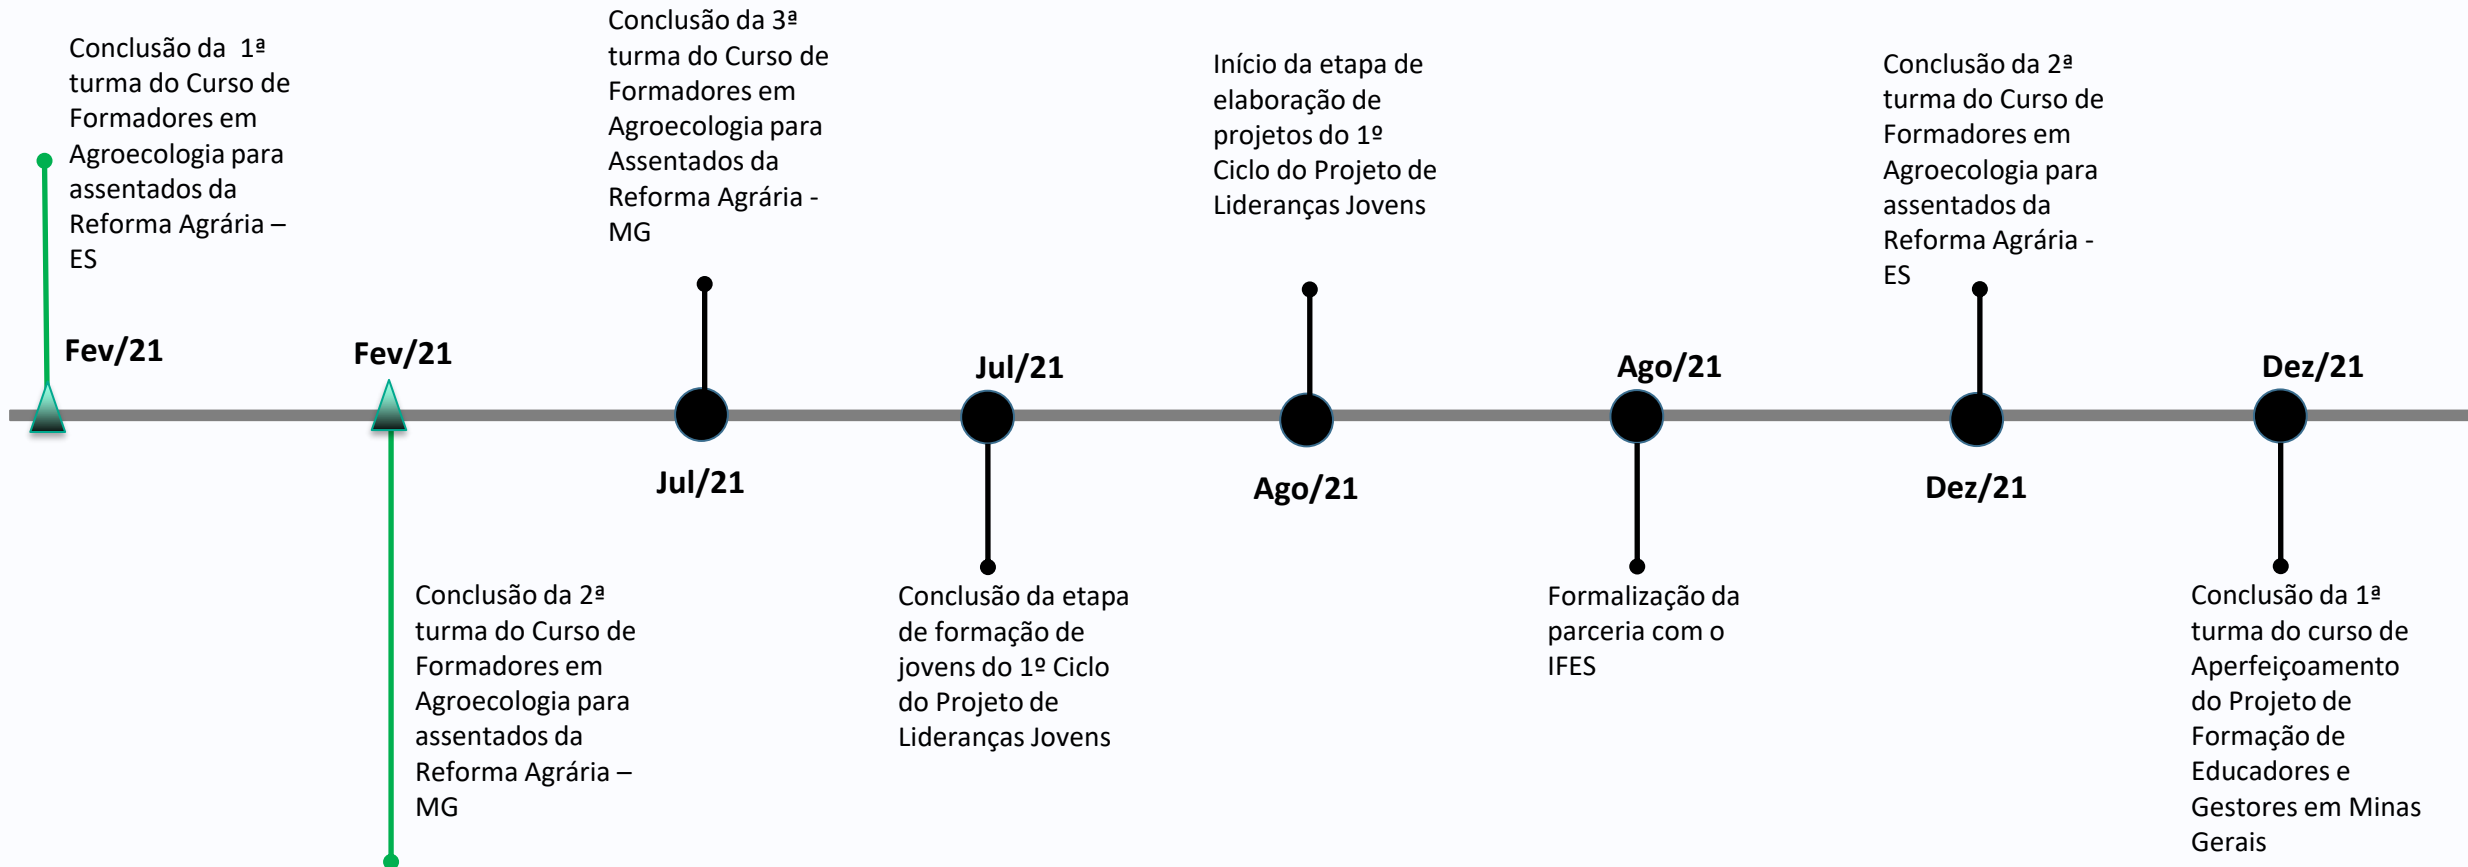 Conclusão da 1ª
turma do Curso de
Formadores em
Agroecologia para
assentados da
Reforma Agrária –
ES
Fev/21
Fev/21
Conclusão da 2ª
turma do Curso de
Formadores em
Agroecologia para
assentados da
Reforma Agrária –
MG
Conclusão da 3ª
turma do Curso de
Formadores em
Agroecologia para
Assentados da
Reforma Agrária -
MG
Jul/21
Jul/21
Conclusão da etapa
de formação de
jovens do 1º Ciclo
do Projeto de
Lideranças Jovens
Início da etapa de
elaboração de
projetos do 1º
Ciclo do Projeto de
Lideranças Jovens
Ago/21
Ago/21
Formalização da
parceria com o
IFES
Conclusão da 2ª
turma do Curso de
Formadores em
Agroecologia para
assentados da
Reforma Agrária -
ES
Dez/21
Dez/21
Conclusão da 1ª
turma do curso de
Aperfeiçoamento
do Projeto de
Formação de
Educadores e
Gestores em Minas
Gerais